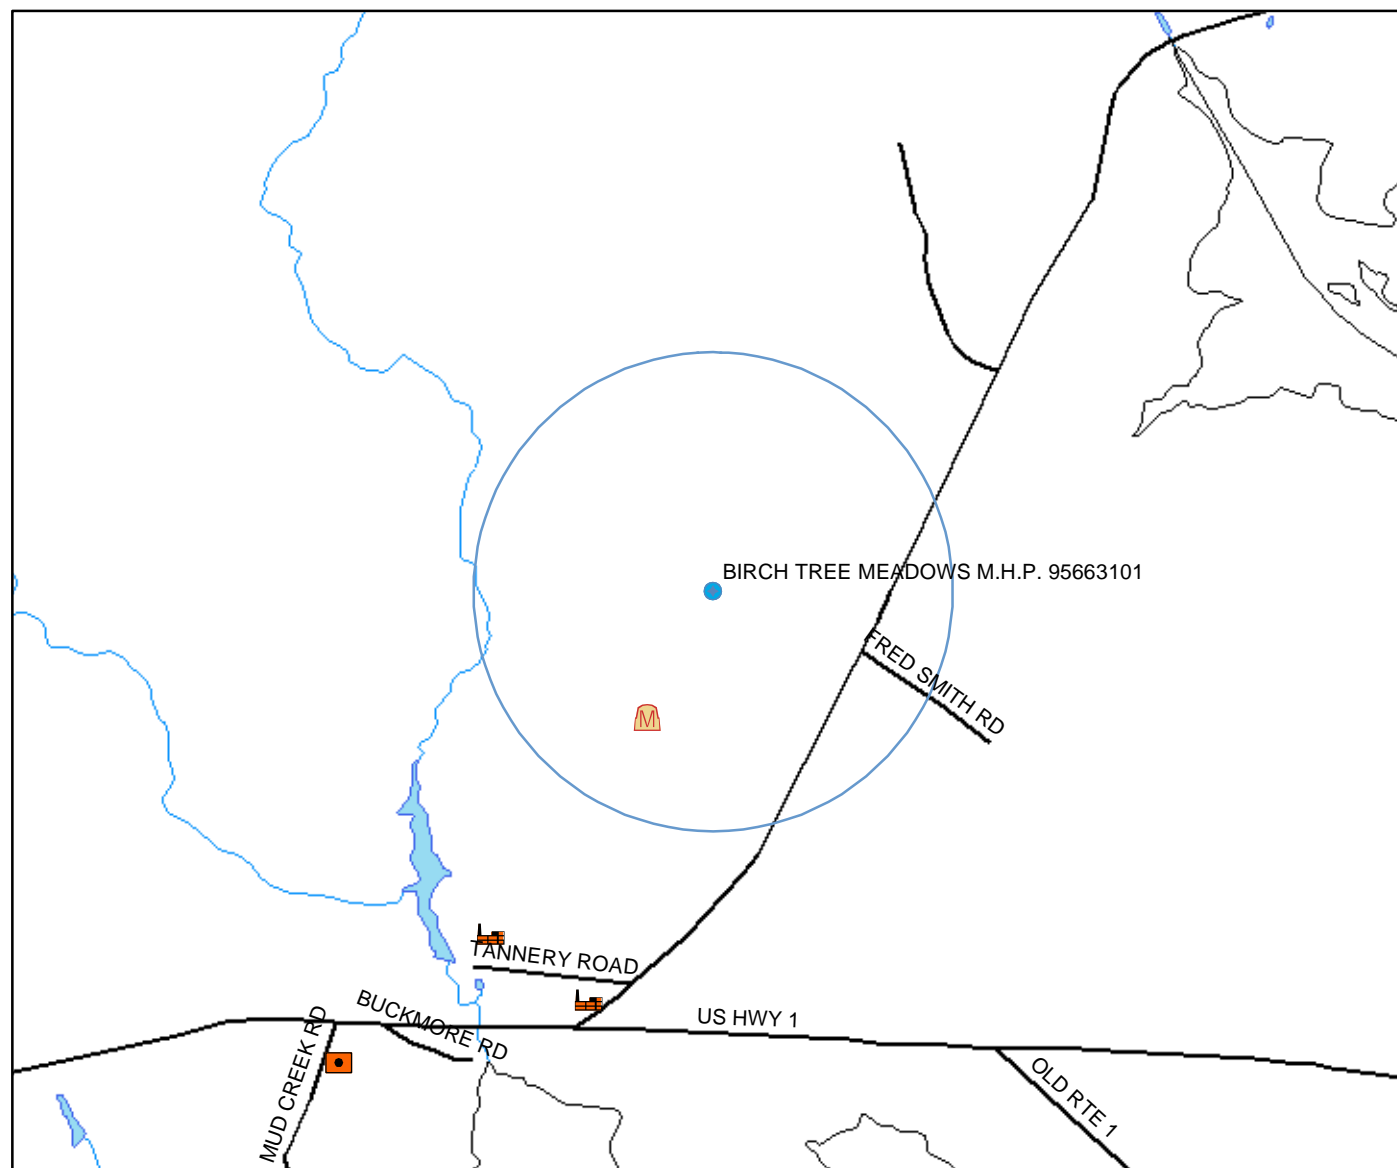 BIRCH TREE MEADOWS M.H.P. 95663101
FRED SMITH RD
M
TANNERY ROAD
BUCKMORE RD
US HWY 1
MUD CREEK RD
OLD RTE 1